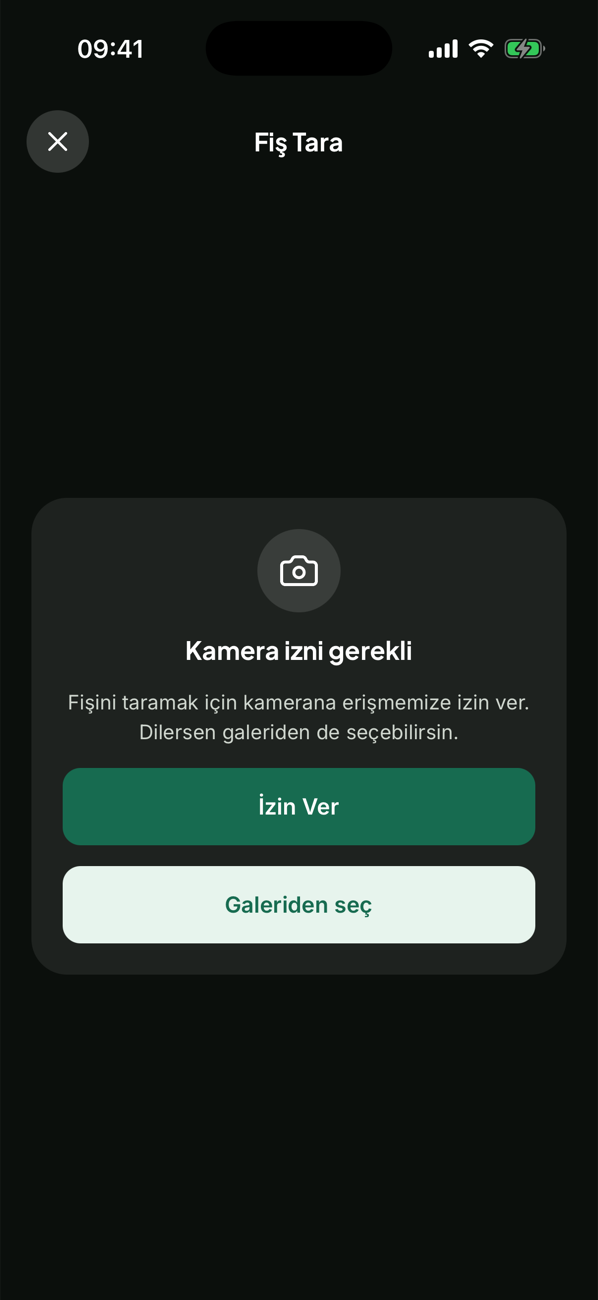 09:41
Fiş Tara
Kamera izni gerekli
Fişini taramak için kamerana erişmemize izin ver.
Dilersen galeriden de seçebilirsin.
İzin Ver
Galeriden seç